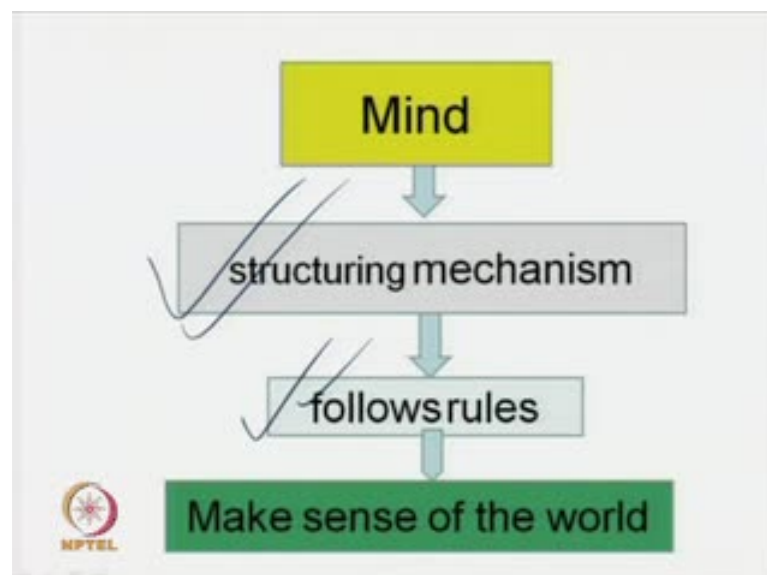 Mind
structuring mechanism
follows rules
Make sense of the world
NPTEL